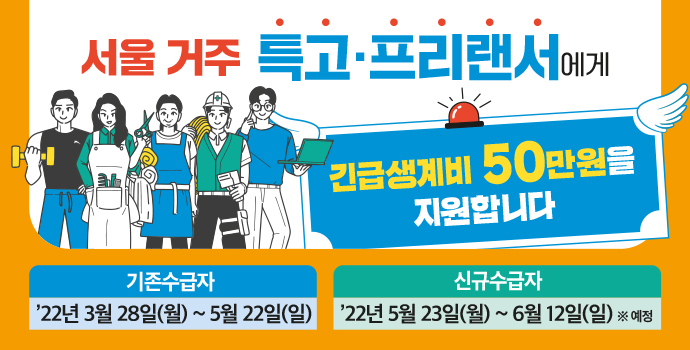 서울 거주 특고·프리랜서에게
긴급생계비 50만원을
지원합니다
기존수급자
’22년 3월 28일(월) ~ 5월 22일(일)
신규수급자
’22년 5월 23일(월) ~ 6월 12일(일) ※ 예정